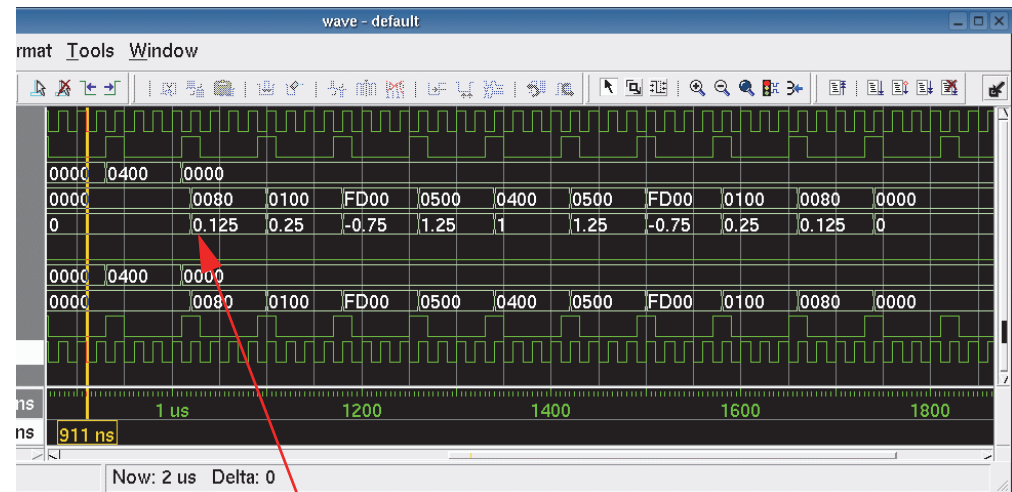 wave - default
rmat Tools Window
0000 0400 0000
0000 0080 0100 FD00 0500 0400 0500 FD00 0100 0080 0000
0 0.125 0.25 -0.75 1.25 1 1.25 -0.75 0.25 0.125 0
0000 0400 0000
0000 0080 0100 FD00 0500 0400 0500 FD00 0100 0080 0000
ns 1 us 1200 1400 1600 1800
ns 911 ns
Now: 2 us Delta: 0